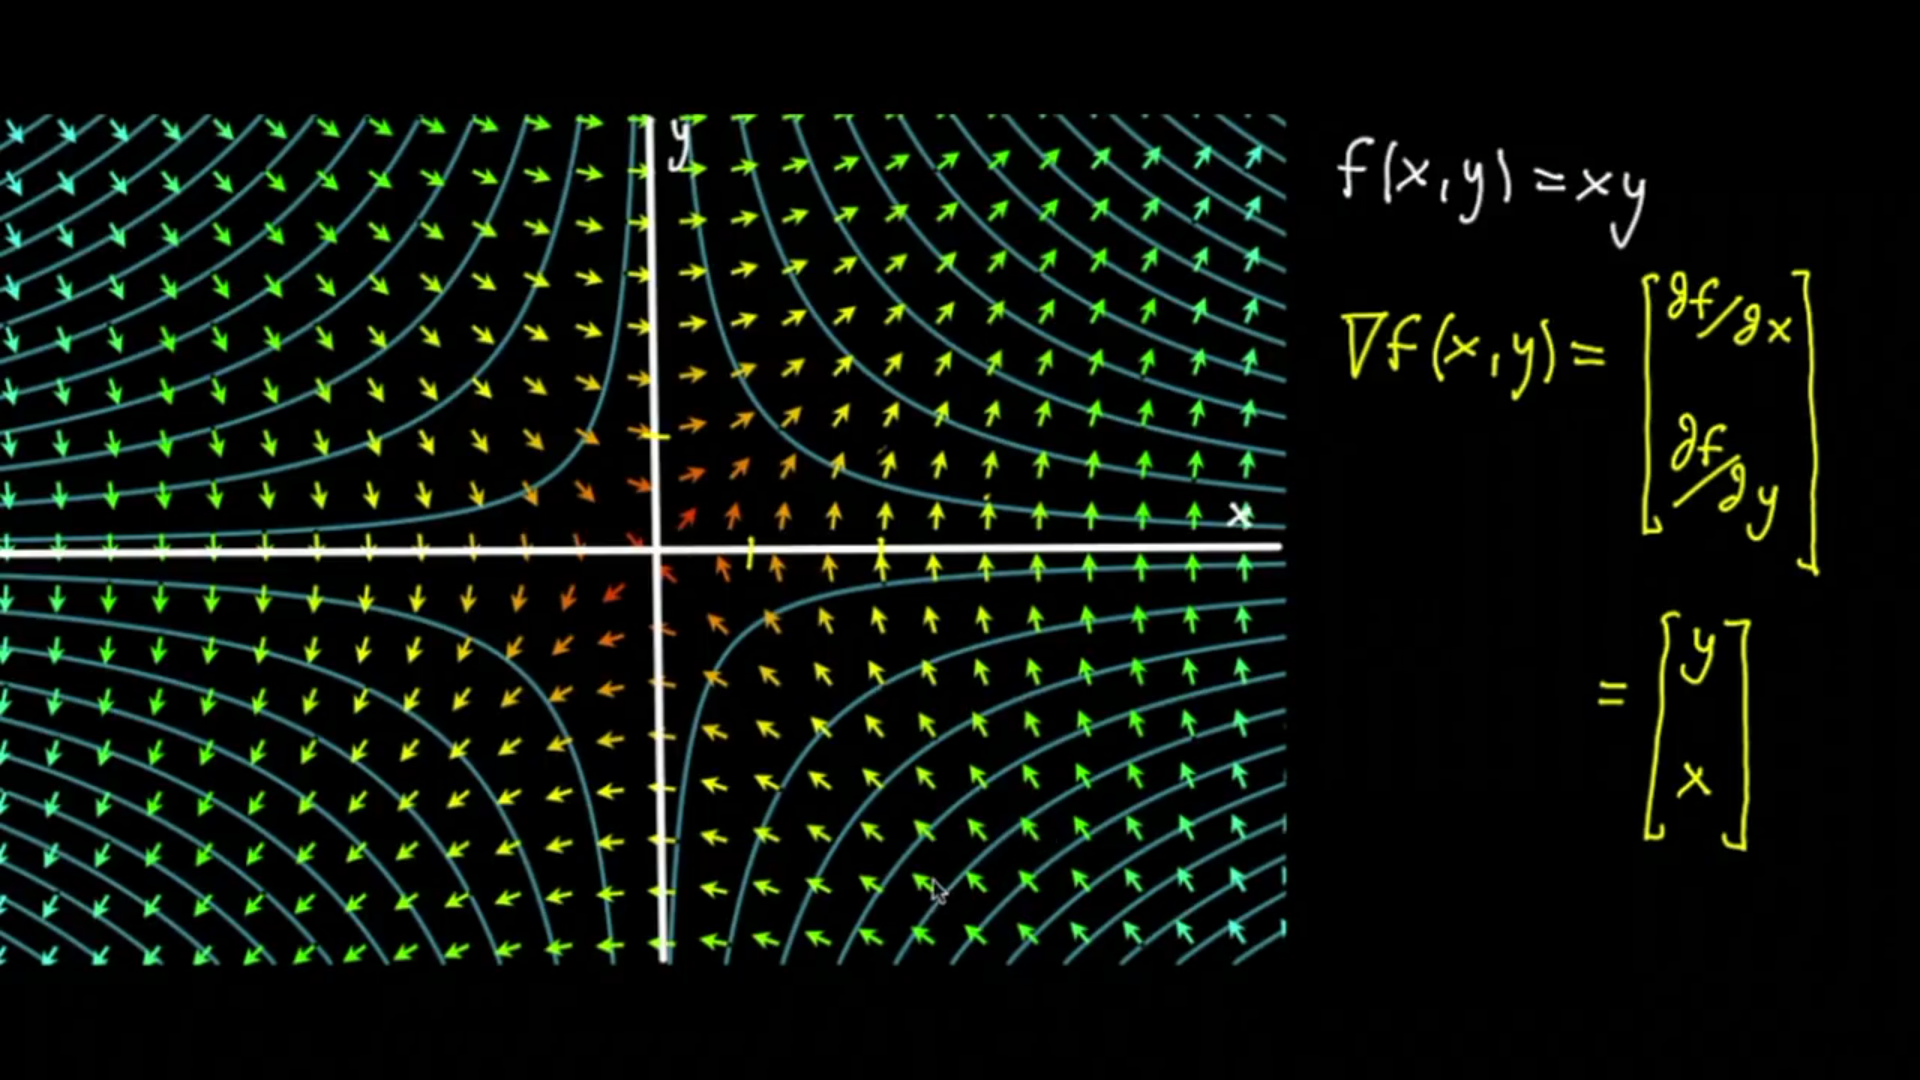 y
x
f(x,y)=xy
∇f(x,y)= [∂f/∂x
∂f/∂y]
= [y
x]